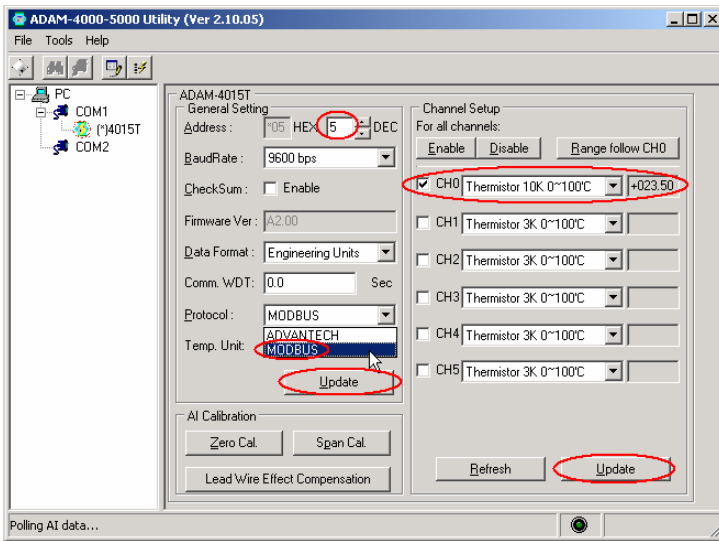 ADAM-4000-5000 Utility (Ver 2.10.05)
File Tools Help
PC
COM1
(*)4015T
COM2
ADAM-4015T
General Setting
Address : *05 HEX 5 DEC
BaudRate : 9600 bps
CheckSum : Enable
Firmware Ver : A2.00
Data Format : Engineering Units
Comm. WDT: 0.0 Sec
Protocol : MODBUS
ADVANTECH
MODBUS
Temp. Unit:
Update
AI Calibration
Zero Cal. Span Cal.
Lead Wire Effect Compensation
Channel Setup
For all channels:
Enable Disable Range follow CH0
CH0 Thermistor 10K 0~100'C +023.50
CH1 Thermistor 3K 0~100'C
CH2 Thermistor 3K 0~100'C
CH3 Thermistor 3K 0~100'C
CH4 Thermistor 3K 0~100'C
CH5 Thermistor 3K 0~100'C
Refresh Update
Polling AI data...